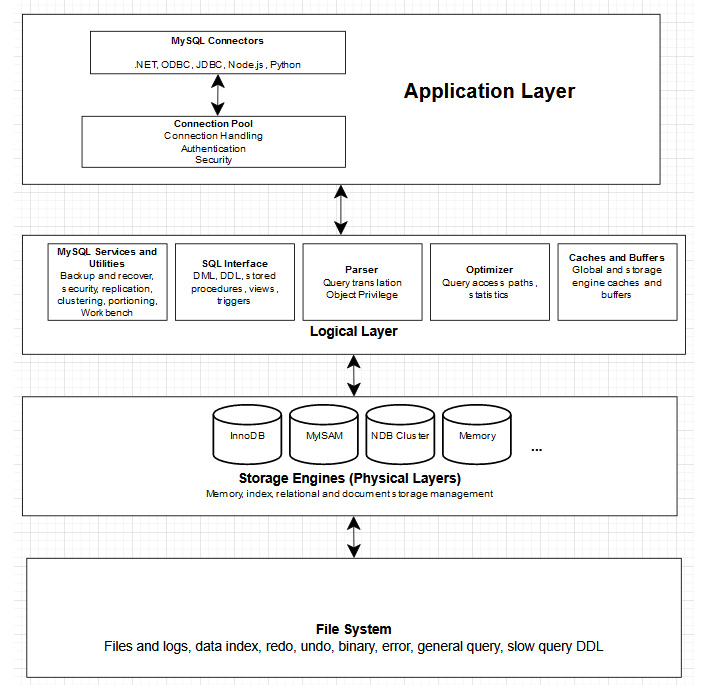 MySQL Connectors
.NET, ODBC, JDBC, Node.js, Python
Application Layer
Connection Pool
Connection Handling
Authentication
Security
MySQL Services and
Utilities
Backup and recover,
security, replication,
clustering, portioning,
Workbench
SQL Interface
DML, DDL, stored
procedures, views,
triggers
Parser
Query translation
Object Privilege
Optimizer
Query access paths,
statistics
Caches and Buffers
Global and storage
engine caches and
buffers
Logical Layer
InnoDB
MyISAM
NDB Cluster
Memory
...
Storage Engines (Physical Layers)
Memory, index, relational and document storage management
File System
Files and logs, data index, redo, undo, binary, error, general query, slow query DDL